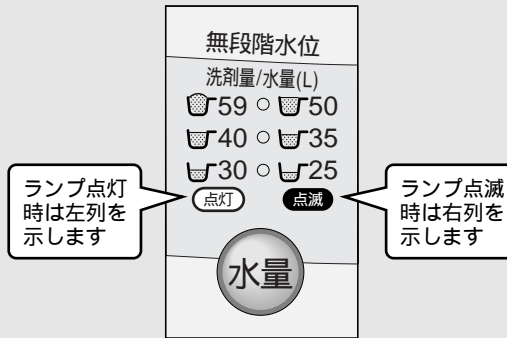 無段階水位
洗剤量/水量(L)
59 50
40 35
30 25
点灯 点滅
ランプ点灯
時は左列を
示します
ランプ点滅
時は右列を
示します
水量